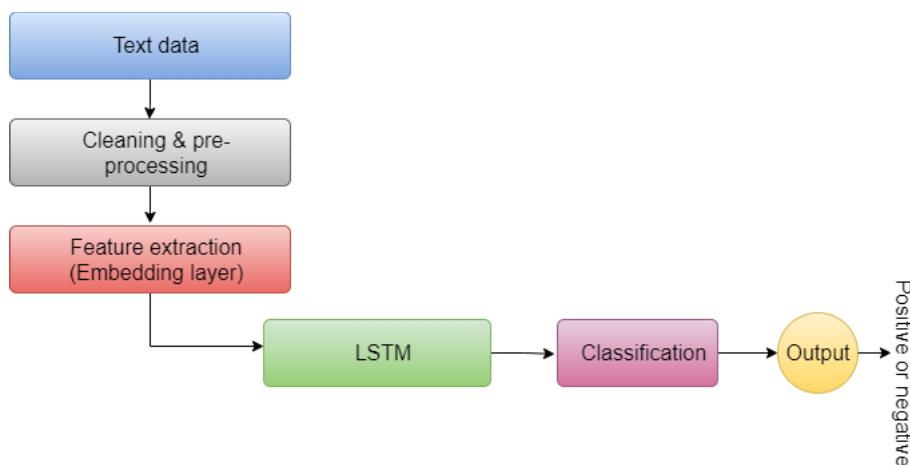 Text data
Cleaning & pre-
processing
Feature extraction
(Embedding layer)
LSTM
Classification
Output
Positive or negative